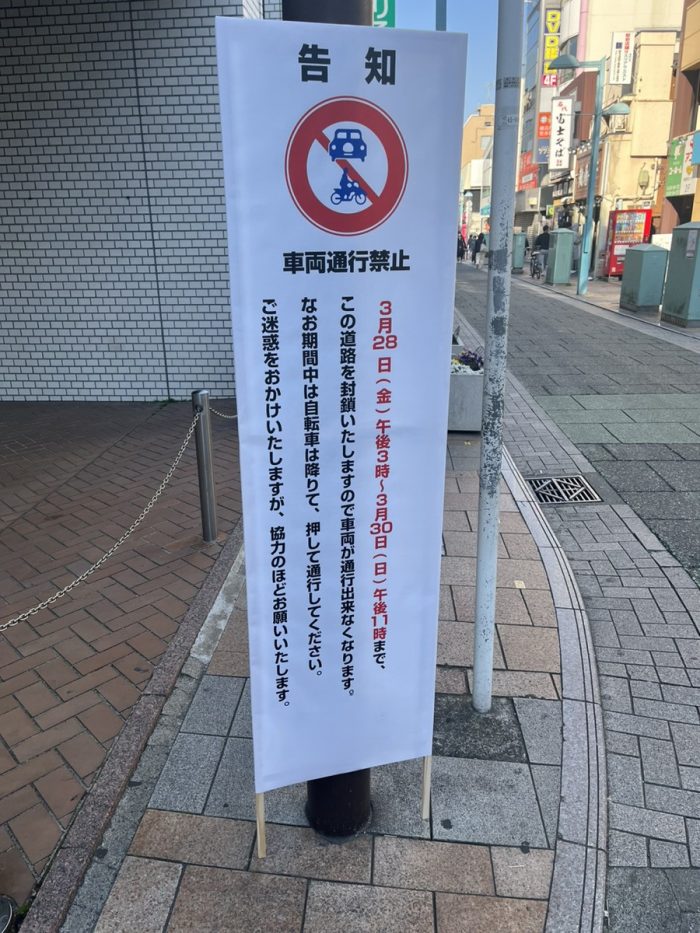 告知
車両通行禁止
3月28日（金）午後3時～3月30日（日）午後11時まで、
この道路を封鎖いたしますので車両が通行出来なくなります。
なお期間中は自転車は降りて、押して通行してください。
ご迷惑をおかけいたしますが、協力のほどお願いいたします。
DVD
富士そば